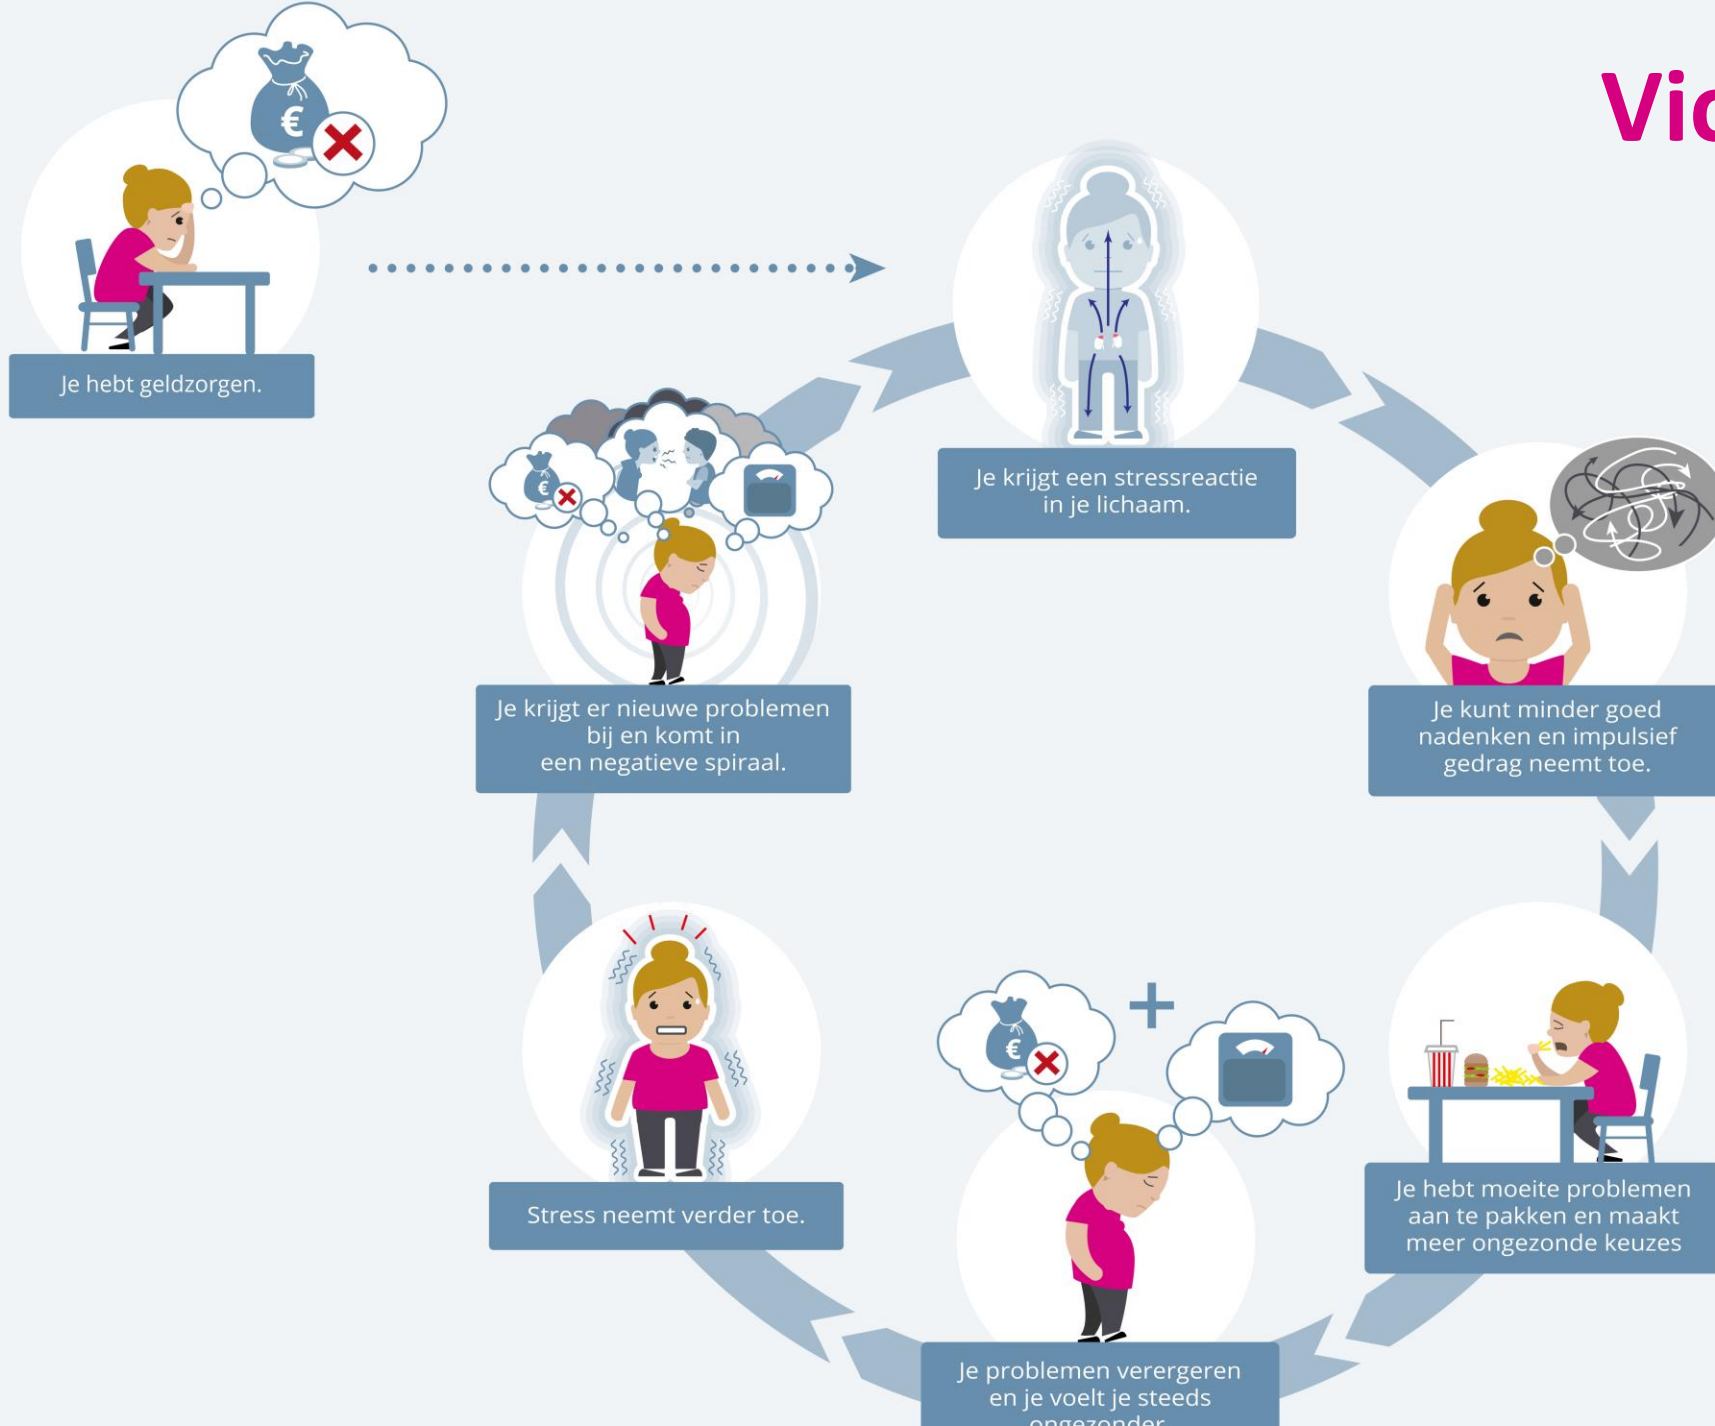 Je hebt geldzorgen.
Je krijgt een stressreactie
in je lichaam.
Je kunt minder goed
nadenken en impulsief
gedrag neemt toe.
Je hebt moeite problemen
aan te pakken en maakt
meer ongezonde keuzes
Je problemen verergeren
en je voelt je steeds
ongezonder
Stress neemt verder toe.
Je krijgt er nieuwe problemen
bij en komt in
een negatieve spiraal.